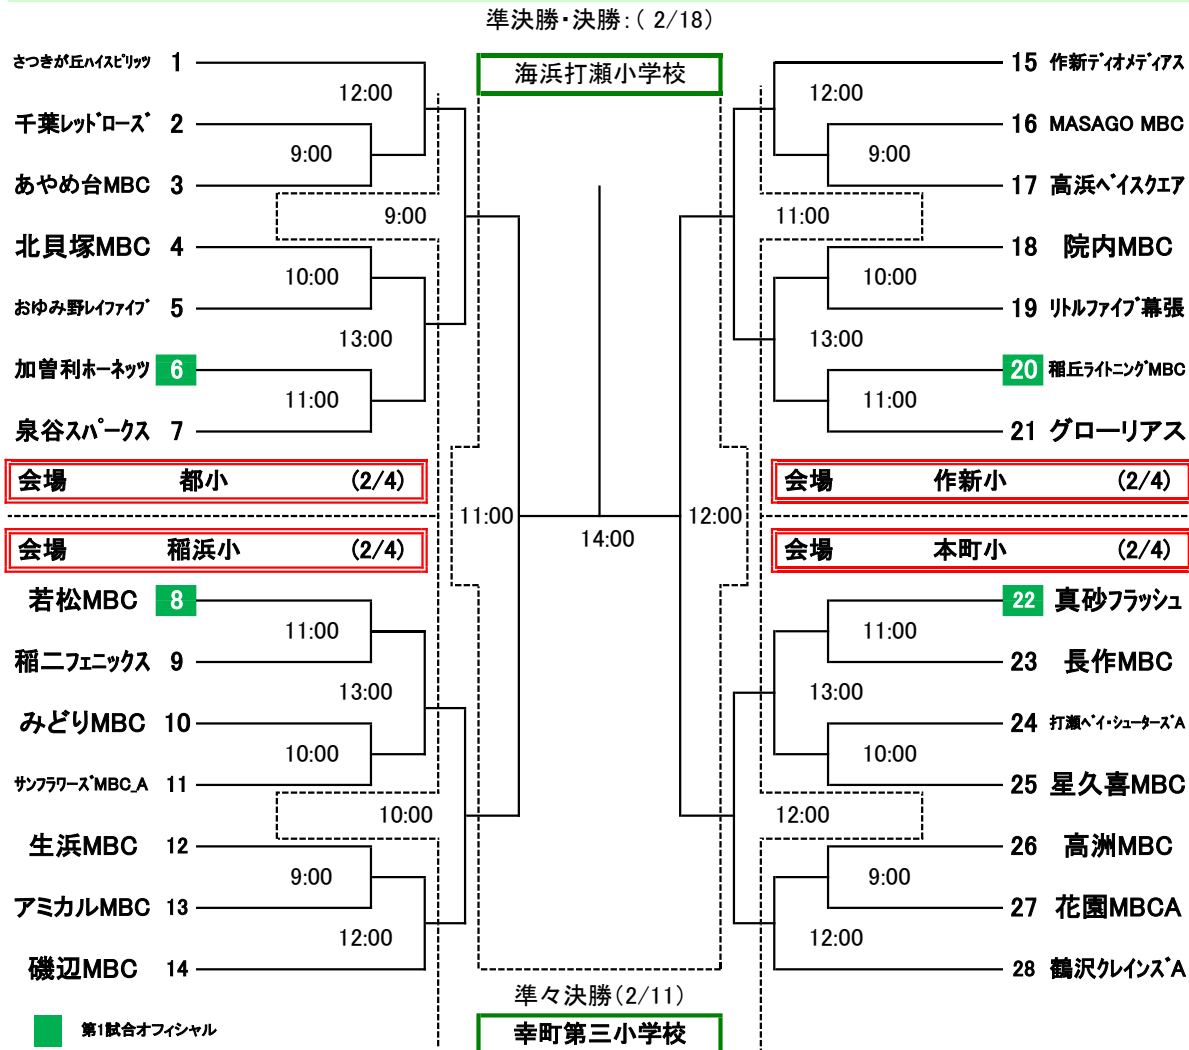 準決勝・決勝：( 2/18)
海浜打瀬小学校
さつきが丘ハイスピリッツ 1
千葉レッドローズ 2
あやめ台MBC 3
北貝塚MBC 4
おゆみ野レイファイブ 5
加曽利ホーネッツ 6
泉谷スパークス 7
12:00
9:00
9:00
10:00
13:00
11:00
会場 都小 (2/4)
会場 稲浜小 (2/4)
若松MBC 8
稲二フェニックス 9
みどりMBC 10
サンフラワーズMBC_A 11
生浜MBC 12
アミカルMBC 13
磯辺MBC 14
11:00
13:00
10:00
10:00
9:00
12:00
第1試合オフィシャル
11:00
14:00
12:00
15 作新ディオメディアス
16 MASAGO MBC
17 高浜ベイスクエア
18 院内MBC
19 リトルファイブ幕張
20 稲丘ライトニングMBC
21 グローリアス
12:00
9:00
11:00
10:00
13:00
11:00
会場 作新小 (2/4)
会場 本町小 (2/4)
22 真砂フラッシュ
23 長作MBC
24 打瀬ベイ・シューターズA
25 星久喜MBC
26 高洲MBC
27 花園MBCA
28 鶴沢クレインズA
11:00
13:00
10:00
12:00
9:00
12:00
準々決勝(2/11)
幸町第三小学校